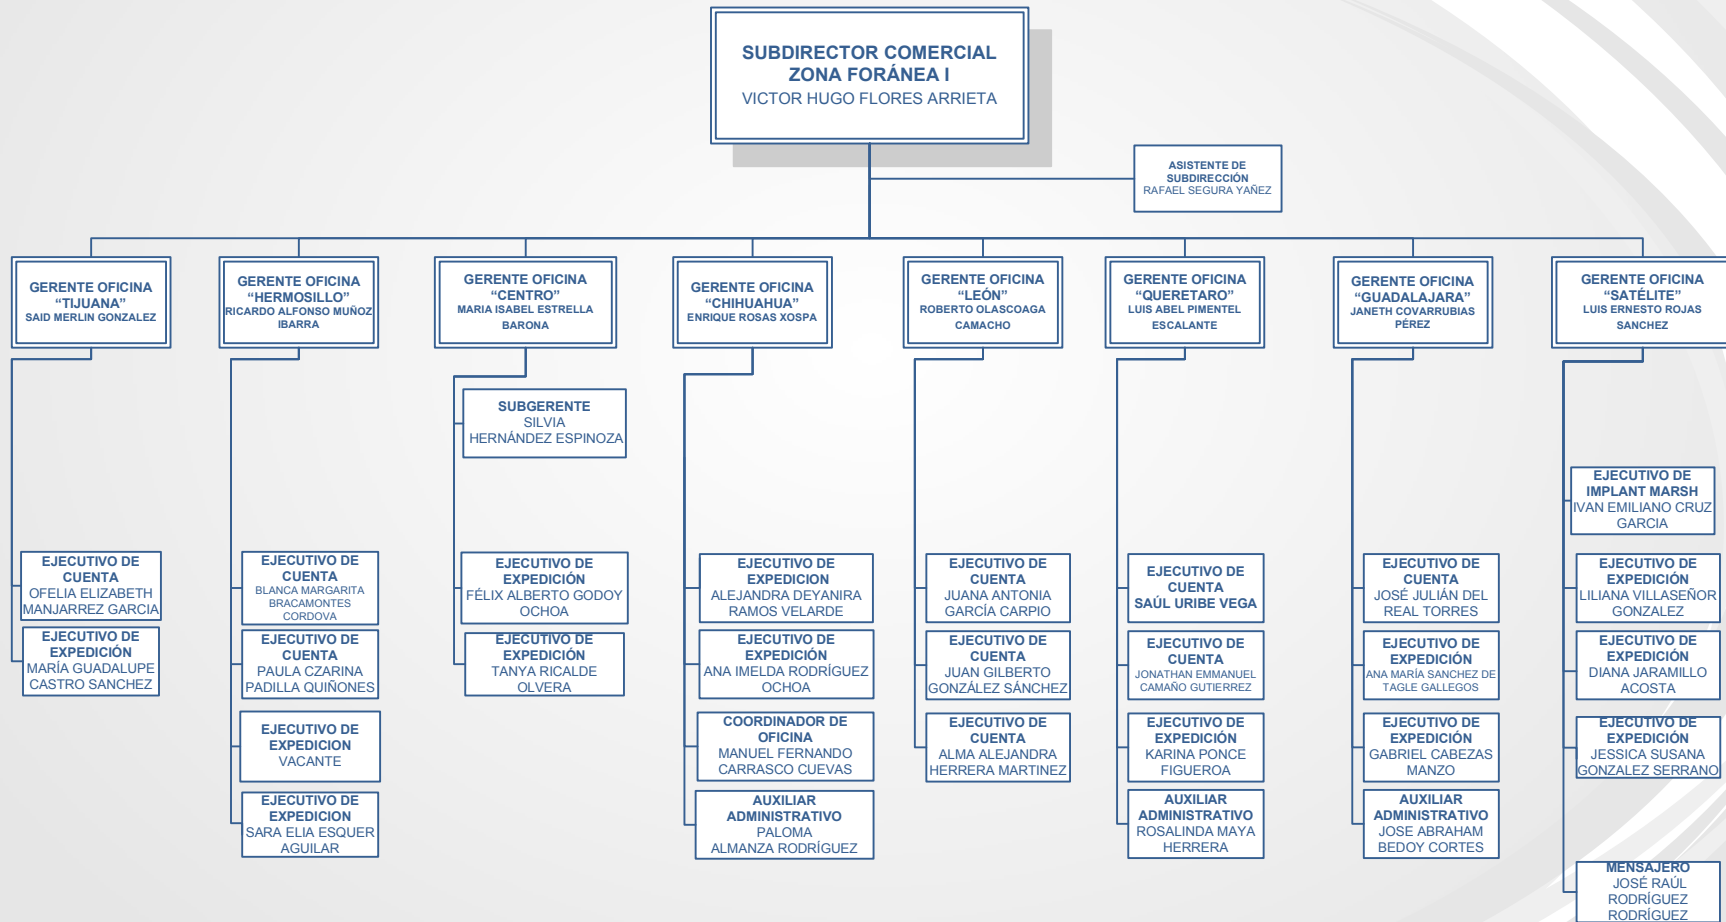 SUBDIRECTOR COMERCIAL
ZONA FORÁNEA I
VICTOR HUGO FLORES ARRIETA
ASISTENTE DE
SUBDIRECCIÓN
RAFAEL SEGURA YAÑEZ
GERENTE OFICINA
“TIJUANA”
SAID MERLIN GONZALEZ
GERENTE OFICINA
“HERMOSILLO”
RICARDO ALFONSO MUÑOZ
IBARRA
GERENTE OFICINA
“CENTRO”
MARIA ISABEL ESTRELLA
BARONA
GERENTE OFICINA
“CHIHUAHUA”
ENRIQUE ROSAS XOSPA
GERENTE OFICINA
“LEÓN”
ROBERTO OLASCOAGA
CAMACHO
GERENTE OFICINA
“QUERETARO”
LUIS ABEL PIMENTEL
ESCALANTE
GERENTE OFICINA
“GUADALAJARA”
JANETH COVARRUBIAS
PÉREZ
GERENTE OFICINA
“SATÉLITE”
LUIS ERNESTO ROJAS
SANCHEZ
EJECUTIVO DE
CUENTA
OFELIA ELIZABETH
MANJARREZ GARCIA
EJECUTIVO DE
EXPEDICIÓN
MARÍA GUADALUPE
CASTRO SANCHEZ
EJECUTIVO DE
CUENTA
BLANCA MARGARITA
BRACAMONTES
CORDOVA
EJECUTIVO DE
CUENTA
PAULA CZARINA
PADILLA QUIÑONES
EJECUTIVO DE
EXPEDICION
VACANTE
EJECUTIVO DE
EXPEDICION
SARA ELIA ESQUER
AGUILAR
SUBGERENTE
SILVIA
HERNÁNDEZ ESPINOZA
EJECUTIVO DE
EXPEDICIÓN
FÉLIX ALBERTO GODOY
OCHOA
EJECUTIVO DE
EXPEDICIÓN
TANYA RICALDE
OLVERA
EJECUTIVO DE
EXPEDICION
ALEJANDRA DEYANIRA
RAMOS VELARDE
EJECUTIVO DE
EXPEDICIÓN
ANA IMELDA RODRÍGUEZ
OCHOA
COORDINADOR DE
OFICINA
MANUEL FERNANDO
CARRASCO CUEVAS
AUXILIAR
ADMINISTRATIVO
PALOMA
ALMANZA RODRÍGUEZ
EJECUTIVO DE
CUENTA
JUANA ANTONIA
GARCÍA CARPIO
EJECUTIVO DE
CUENTA
JUAN GILBERTO
GONZÁLEZ SÁNCHEZ
EJECUTIVO DE
CUENTA
ALMA ALEJANDRA
HERRERA MARTINEZ
EJECUTIVO DE
CUENTA
SAÚL URIBE VEGA
EJECUTIVO DE
CUENTA
JONATHAN EMMANUEL
CAMAÑO GUTIERREZ
EJECUTIVO DE
EXPEDICIÓN
KARINA PONCE
FIGUEROA
AUXILIAR
ADMINISTRATIVO
ROSALINDA MAYA
HERRERA
EJECUTIVO DE
CUENTA
JOSÉ JULIÁN DEL
REAL TORRES
EJECUTIVO DE
EXPEDICIÓN
ANA MARÍA SANCHEZ DE
TAGLE GALLEGOS
EJECUTIVO DE
EXPEDICIÓN
GABRIEL CABEZAS
MANZO
AUXILIAR
ADMINISTRATIVO
JOSE ABRAHAM
BEDOY CORTES
EJECUTIVO DE
IMPLANT MARSH
IVAN EMILIANO CRUZ
GARCIA
EJECUTIVO DE
EXPEDICIÓN
LILIANA VILLASEÑOR
GONZALEZ
EJECUTIVO DE
EXPEDICIÓN
DIANA JARAMILLO
ACOSTA
EJECUTIVO DE
EXPEDICIÓN
JESSICA SUSANA
GONZALEZ SERRANO
MENSAJERO
JOSÉ RAÚL
RODRÍGUEZ
RODRÍGUEZ